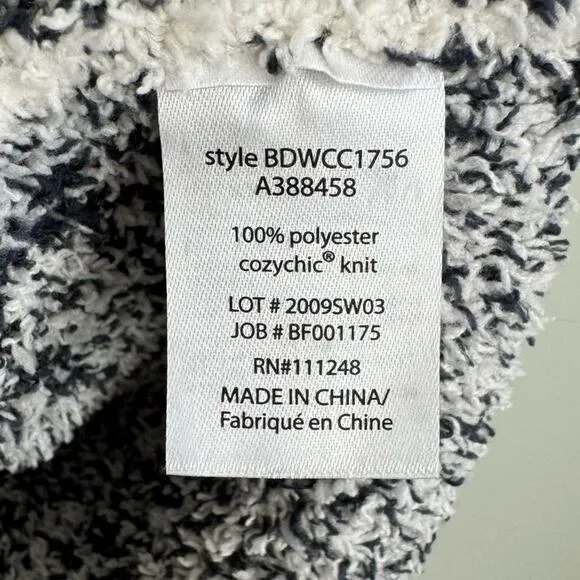 style BDWCC1756
A388458
100% polyester
cozychic® knit
LOT # 2009SW03
JOB # BF001175
RN#111248
MADE IN CHINA/
Fabriqué en Chine